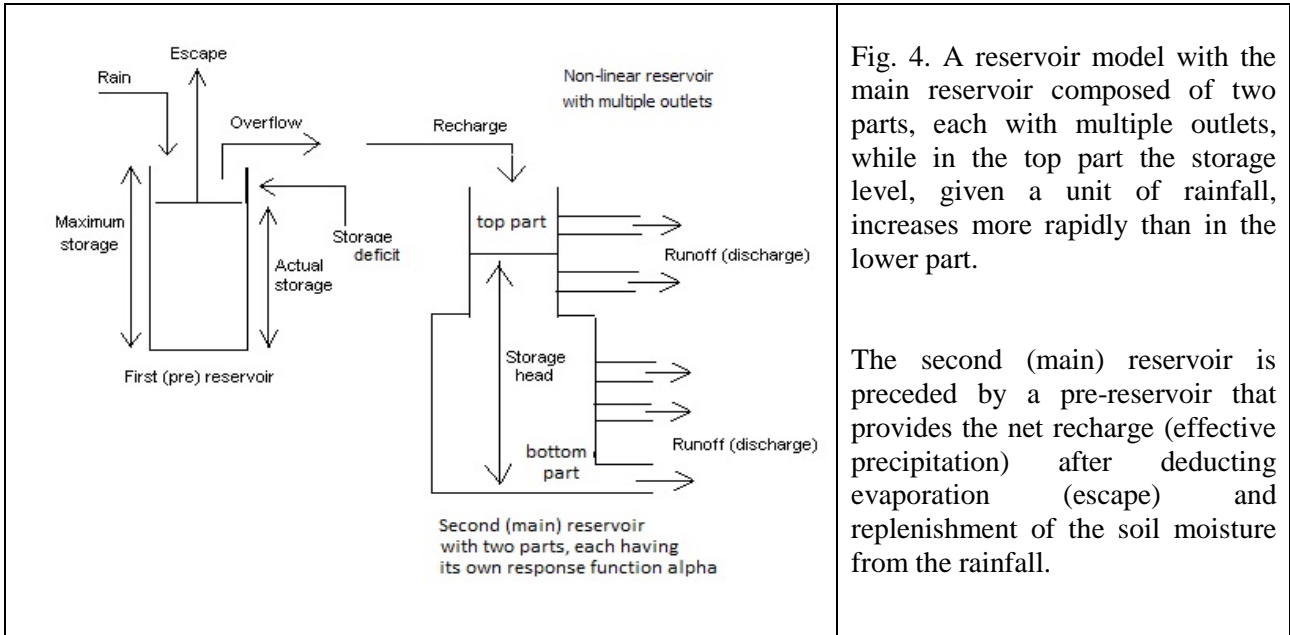 Escape
Rain
Non-linear reservoir
with multiple outlets
Overflow
Recharge
Maximum
storage
Storage
deficit
Actual
storage
First (pre) reservoir
top part
Runoff (discharge)
Storage
head
bottom
part
Runoff (discharge)
Second (main) reservoir
with two parts, each having
its own response function alpha
Fig. 4. A reservoir model with the
main reservoir composed of two
parts, each with multiple outlets,
while in the top part the storage
level, given a unit of rainfall,
increases more rapidly than in the
lower part.
The second (main) reservoir is
preceded by a pre-reservoir that
provides the net recharge (effective
precipitation) after deducting
evaporation (escape) and
replenishment of the soil moisture
from the rainfall.